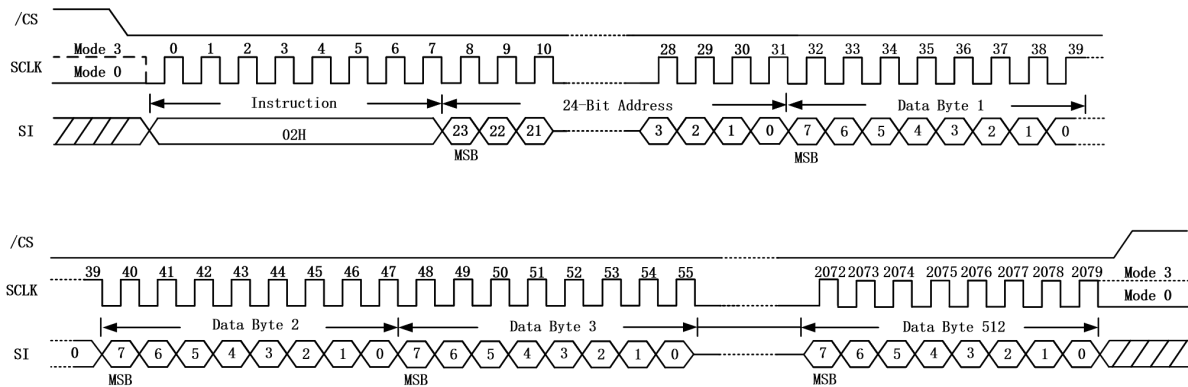 /CS
Mode 3 0 1 2 3 4 5 6 7 8 9 10 28 29 30 31 32 33 34 35 36 37 38 39
SCLK Mode 0
Instruction 24-Bit Address Data Byte 1
SI 02H 23 22 21 3 2 1 0 7 6 5 4 3 2 1 0
MSB MSB
/CS
39 40 41 42 43 44 45 46 47 48 49 50 51 52 53 54 55 2072 2073 2074 2075 2076 2077 2078 2079 Mode 3
SCLK Mode 0
Data Byte 2 Data Byte 3 Data Byte 512
SI 0 7 6 5 4 3 2 1 0 7 6 5 4 3 2 1 0 7 6 5 4 3 2 1 0
MSB MSB MSB